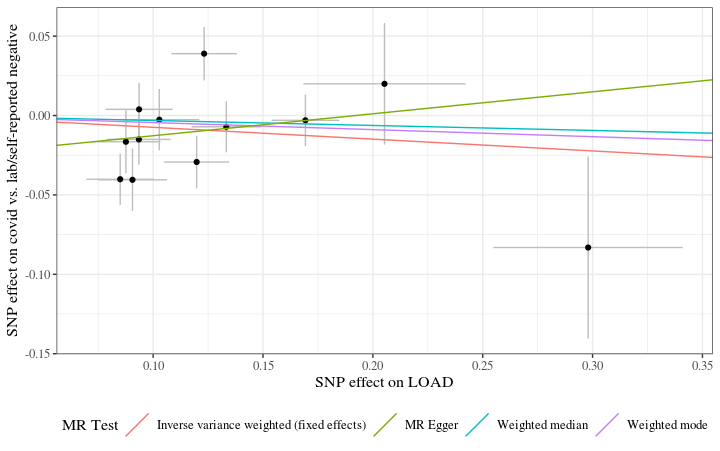 SNP effect on covid vs. lab/self-reported negative
0.05
0.00
-0.05
-0.10
-0.15
0.10 0.15 0.20 0.25 0.30 0.35
SNP effect on LOAD
MR Test Inverse variance weighted (fixed effects) MR Egger Weighted median Weighted mode